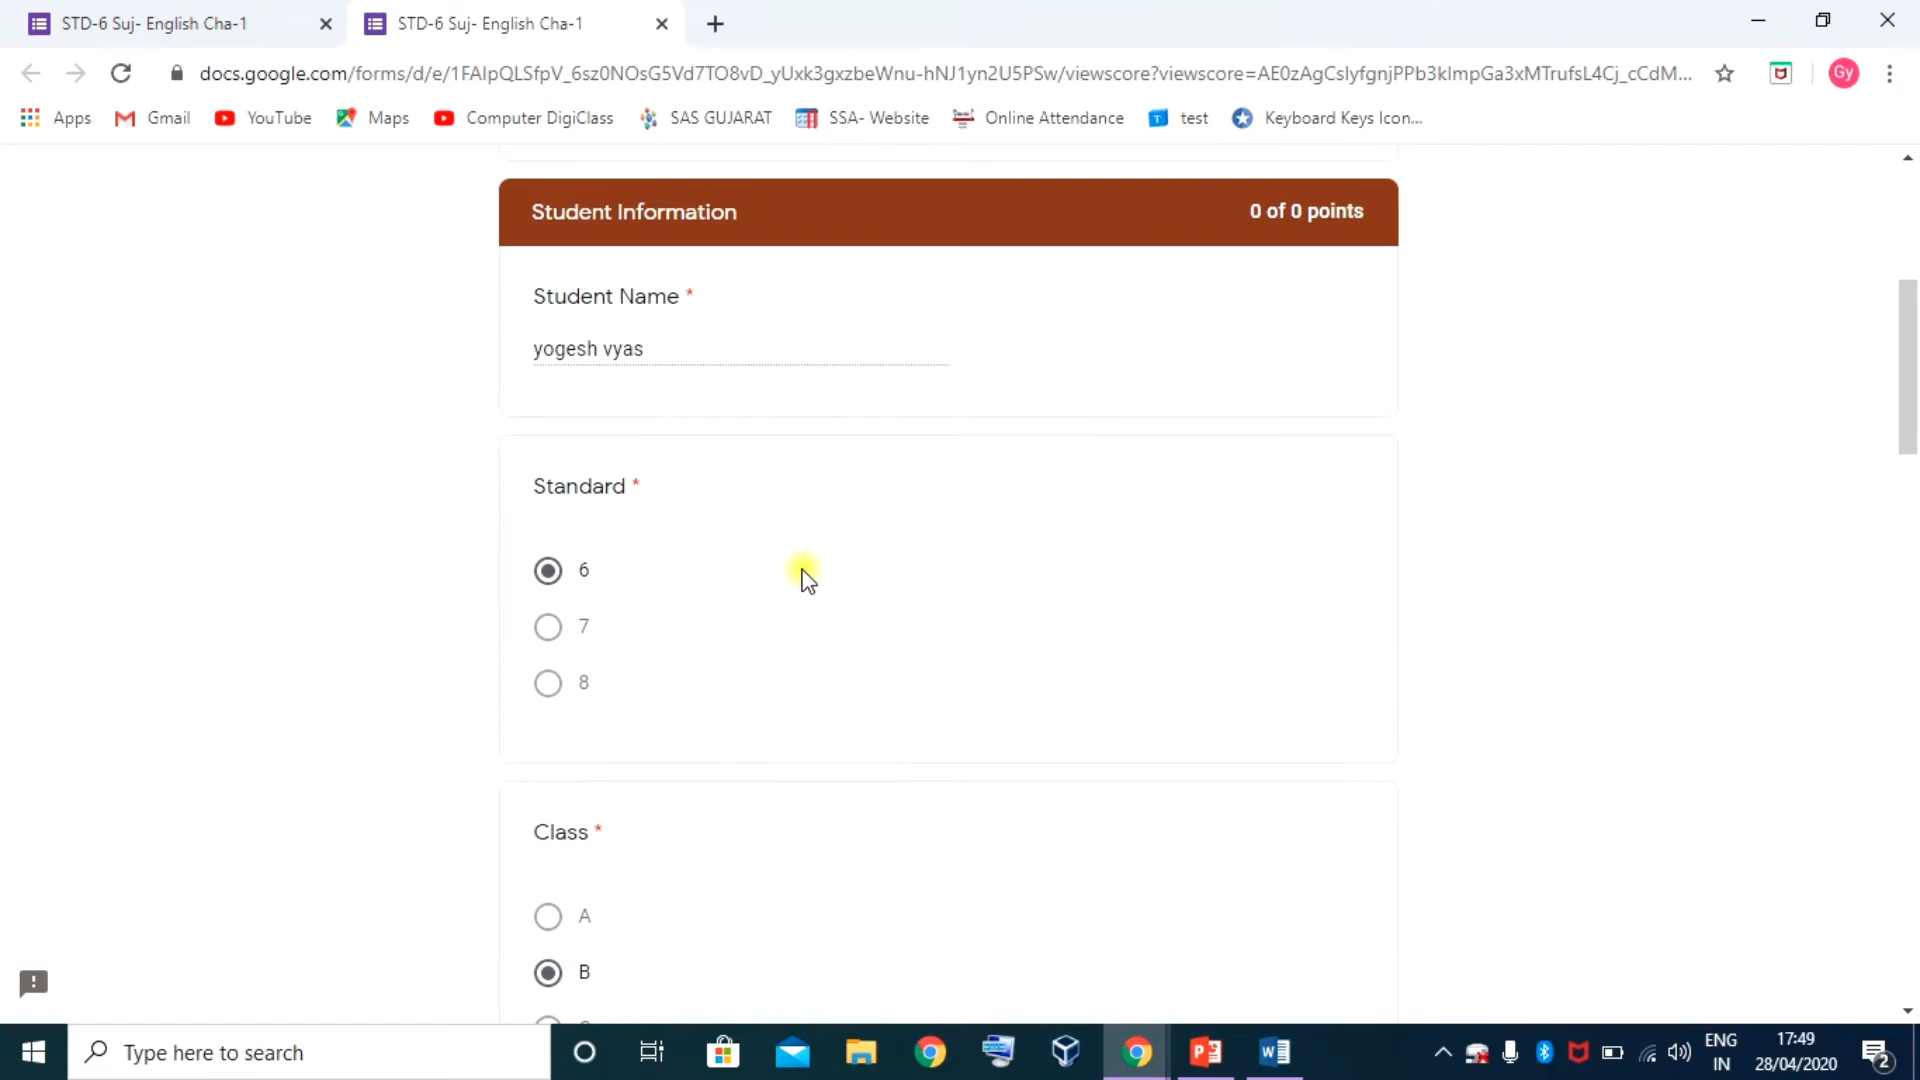 STD-6 Suj- English Cha-1
STD-6 Suj- English Cha-1
docs.google.com/forms/d/e/1FAIpQLSfpV_6sz0NOsG5Vd7TO8vD_yUxk3gxzbeWnu-hNJ1yn2U5PSw/viewscore?viewscore=AE0zAgCslyfgnjPPb3klmpGa3xMTrufsL4Cj_cCdM...
Gy
Apps Gmail YouTube Maps Computer DigiClass SAS GUJARAT SSA- Website Online Attendance test Keyboard Keys Icon...
Student Information 0 of 0 points
Student Name *
yogesh vyas
Standard *
6
7
8
Class *
A
B
Type here to search
ENG
IN
17:49
28/04/2020
2